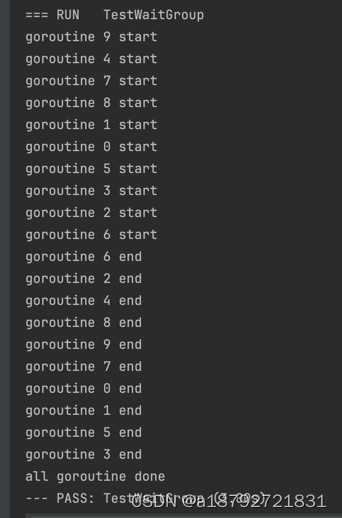 === RUN   TestWaitGroup
goroutine 9 start
goroutine 4 start
goroutine 7 start
goroutine 8 start
goroutine 1 start
goroutine 0 start
goroutine 5 start
goroutine 3 start
goroutine 2 start
goroutine 6 start
goroutine 6 end
goroutine 2 end
goroutine 4 end
goroutine 8 end
goroutine 9 end
goroutine 7 end
goroutine 0 end
goroutine 1 end
goroutine 5 end
goroutine 3 end
all goroutine done
--- PASS: TestWaitGroup
CSDN @a18792721831